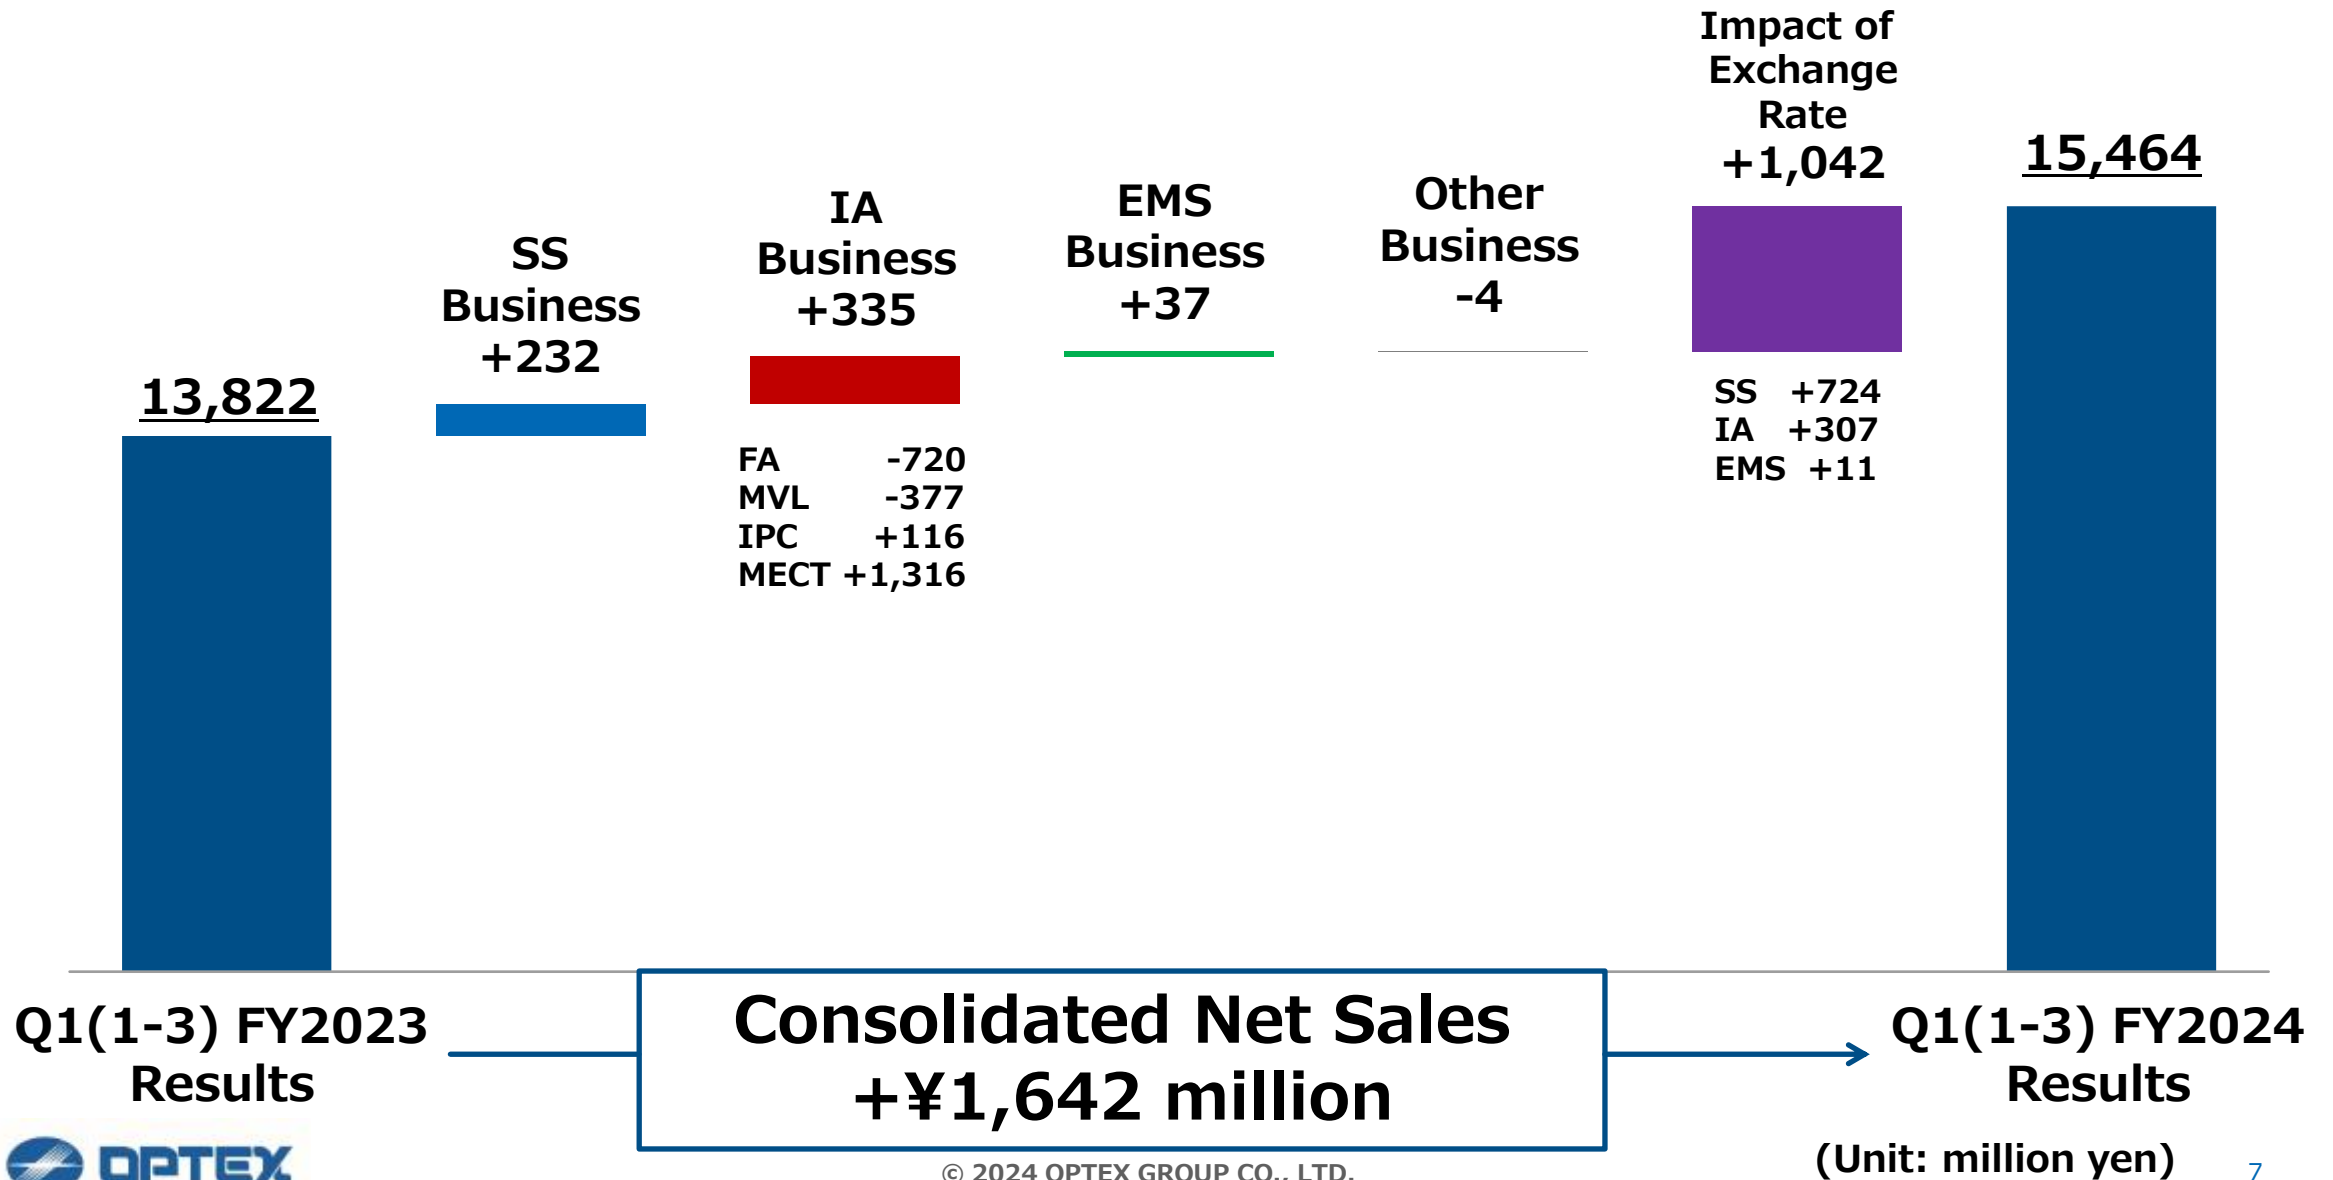 13,822
SS
Business
+232
IA
Business
+335
FA -720
MVL -377
IPC +116
MECT +1,316
EMS
Business
+37
Other
Business
-4
Impact of
Exchange
Rate
+1,042
SS +724
IA +307
EMS +11
15,464
Q1(1-3) FY2023
Results
Consolidated Net Sales
+¥1,642 million
Q1(1-3) FY2024
Results
(Unit: million yen)
OPTEX
© 2024 OPTEX GROUP CO., LTD.
7